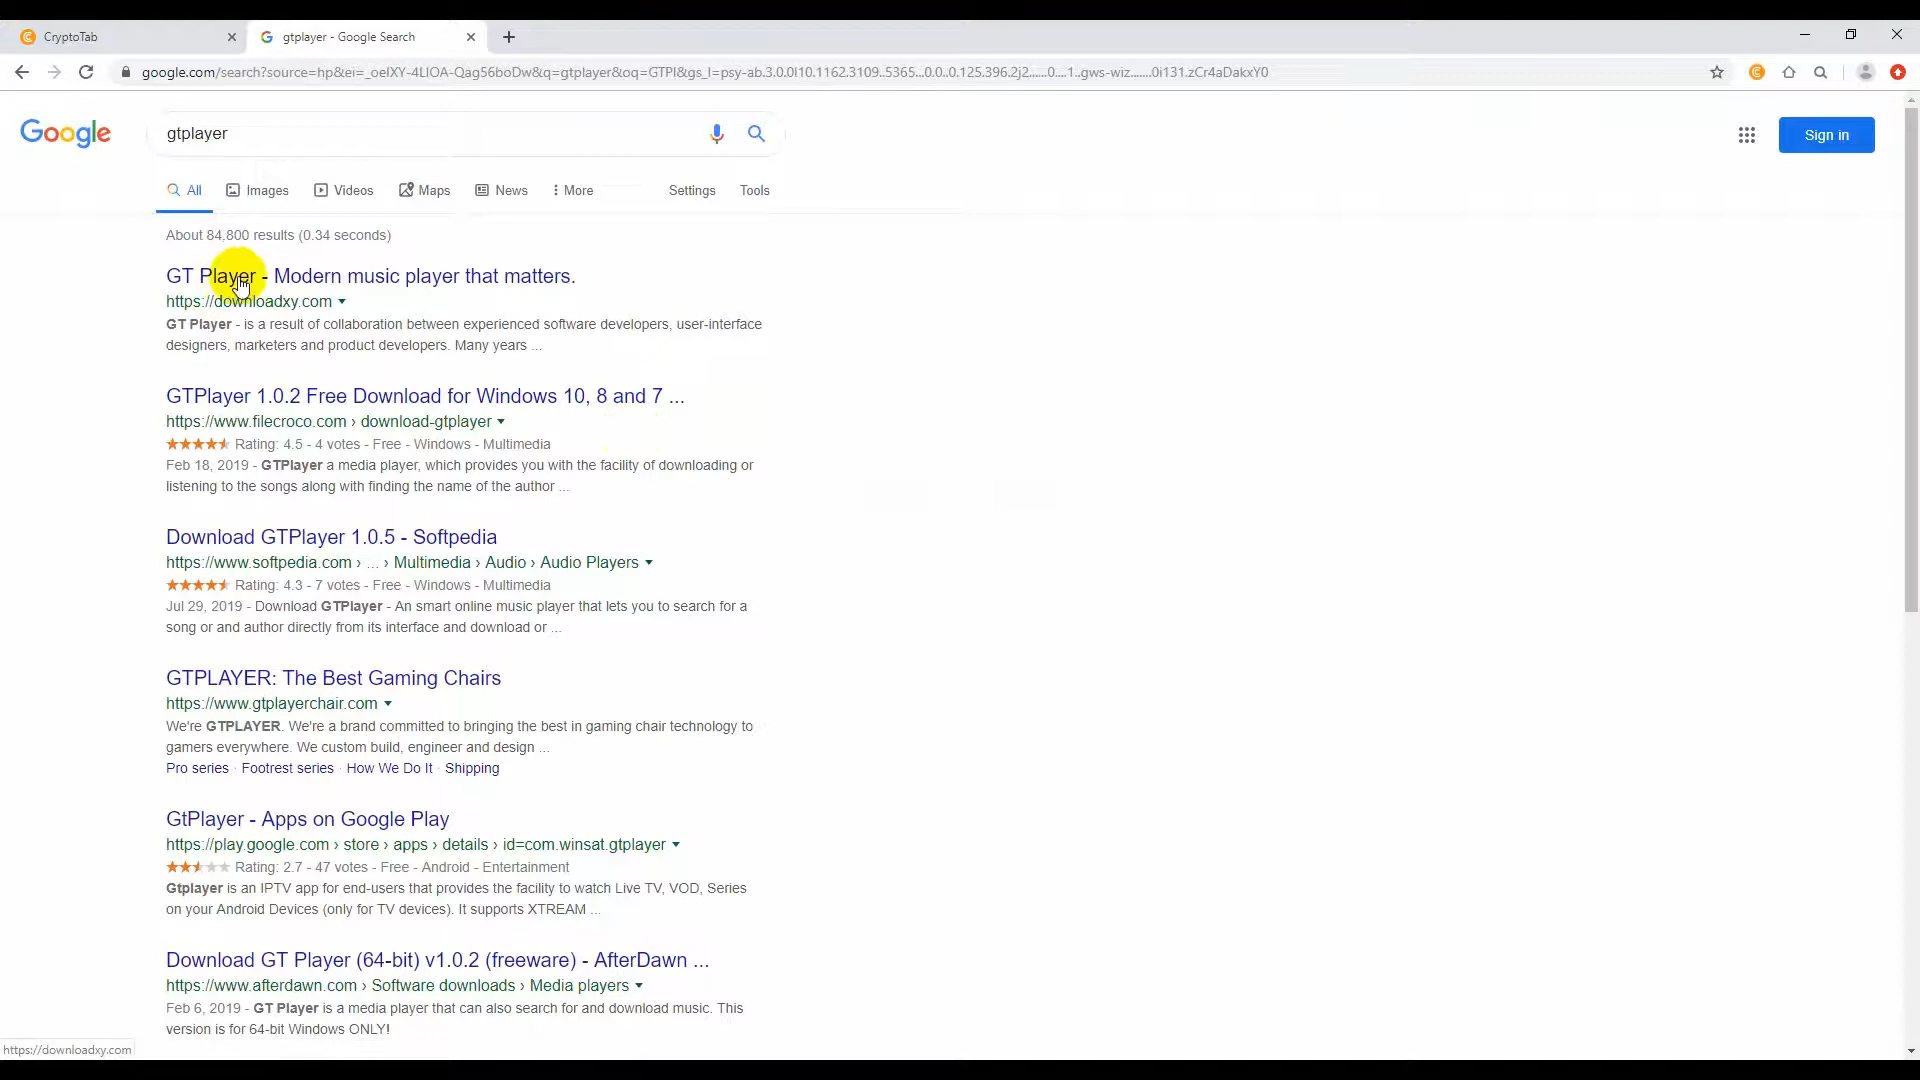 CryptoTab
gtplayer - Google Search
google.com/search?source=hp&ei=_oeIXY-4LIOA-Qag56boDw&q=gtplayer&oq=GTPl&gs_l=psy-ab.3.0.0l10.1162.3109..5365...0.0..0.125.396.2j2......0....1..gws-wiz.......0i131.zCr4aDakxY0
Google
gtplayer
Sign in
All Images Videos Maps News More Settings Tools
About 84,800 results (0.34 seconds)
GT Player - Modern music player that matters.
https://downloadxy.com
GT Player - is a result of collaboration between experienced software developers, user-interface
designers, marketers and product developers. Many years ...
GTPlayer 1.0.2 Free Download for Windows 10, 8 and 7 ...
https://www.filecroco.com › download-gtplayer
Rating: 4.5 - 4 votes - Free - Windows - Multimedia
Feb 18, 2019 - GTPlayer a media player, which provides you with the facility of downloading or
listening to the songs along with finding the name of the author ...
Download GTPlayer 1.0.5 - Softpedia
https://www.softpedia.com › ... › Multimedia › Audio › Audio Players
Rating: 4.3 - 7 votes - Free - Windows - Multimedia
Jul 29, 2019 - Download GTPlayer - An smart online music player that lets you to search for a
song or and author directly from its interface and download or ...
GTPLAYER: The Best Gaming Chairs
https://www.gtplayerchair.com
We're GTPLAYER. We're a brand committed to bringing the best in gaming chair technology to
gamers everywhere. We custom build, engineer and design ...
Pro series · Footrest series · How We Do It · Shipping
GtPlayer - Apps on Google Play
https://play.google.com › store › apps › details › id=com.winsat.gtplayer
Rating: 2.7 - 47 votes - Free - Android - Entertainment
Gtplayer is an IPTV app for end-users that provides the facility to watch Live TV, VOD, Series
on your Android Devices (only for TV devices). It supports XTREAM ...
Download GT Player (64-bit) v1.0.2 (freeware) - AfterDawn ...
https://www.afterdawn.com › Software downloads › Media players
Feb 6, 2019 - GT Player is a media player that can also search for and download music. This
version is for 64-bit Windows ONLY!
https://downloadxy.com